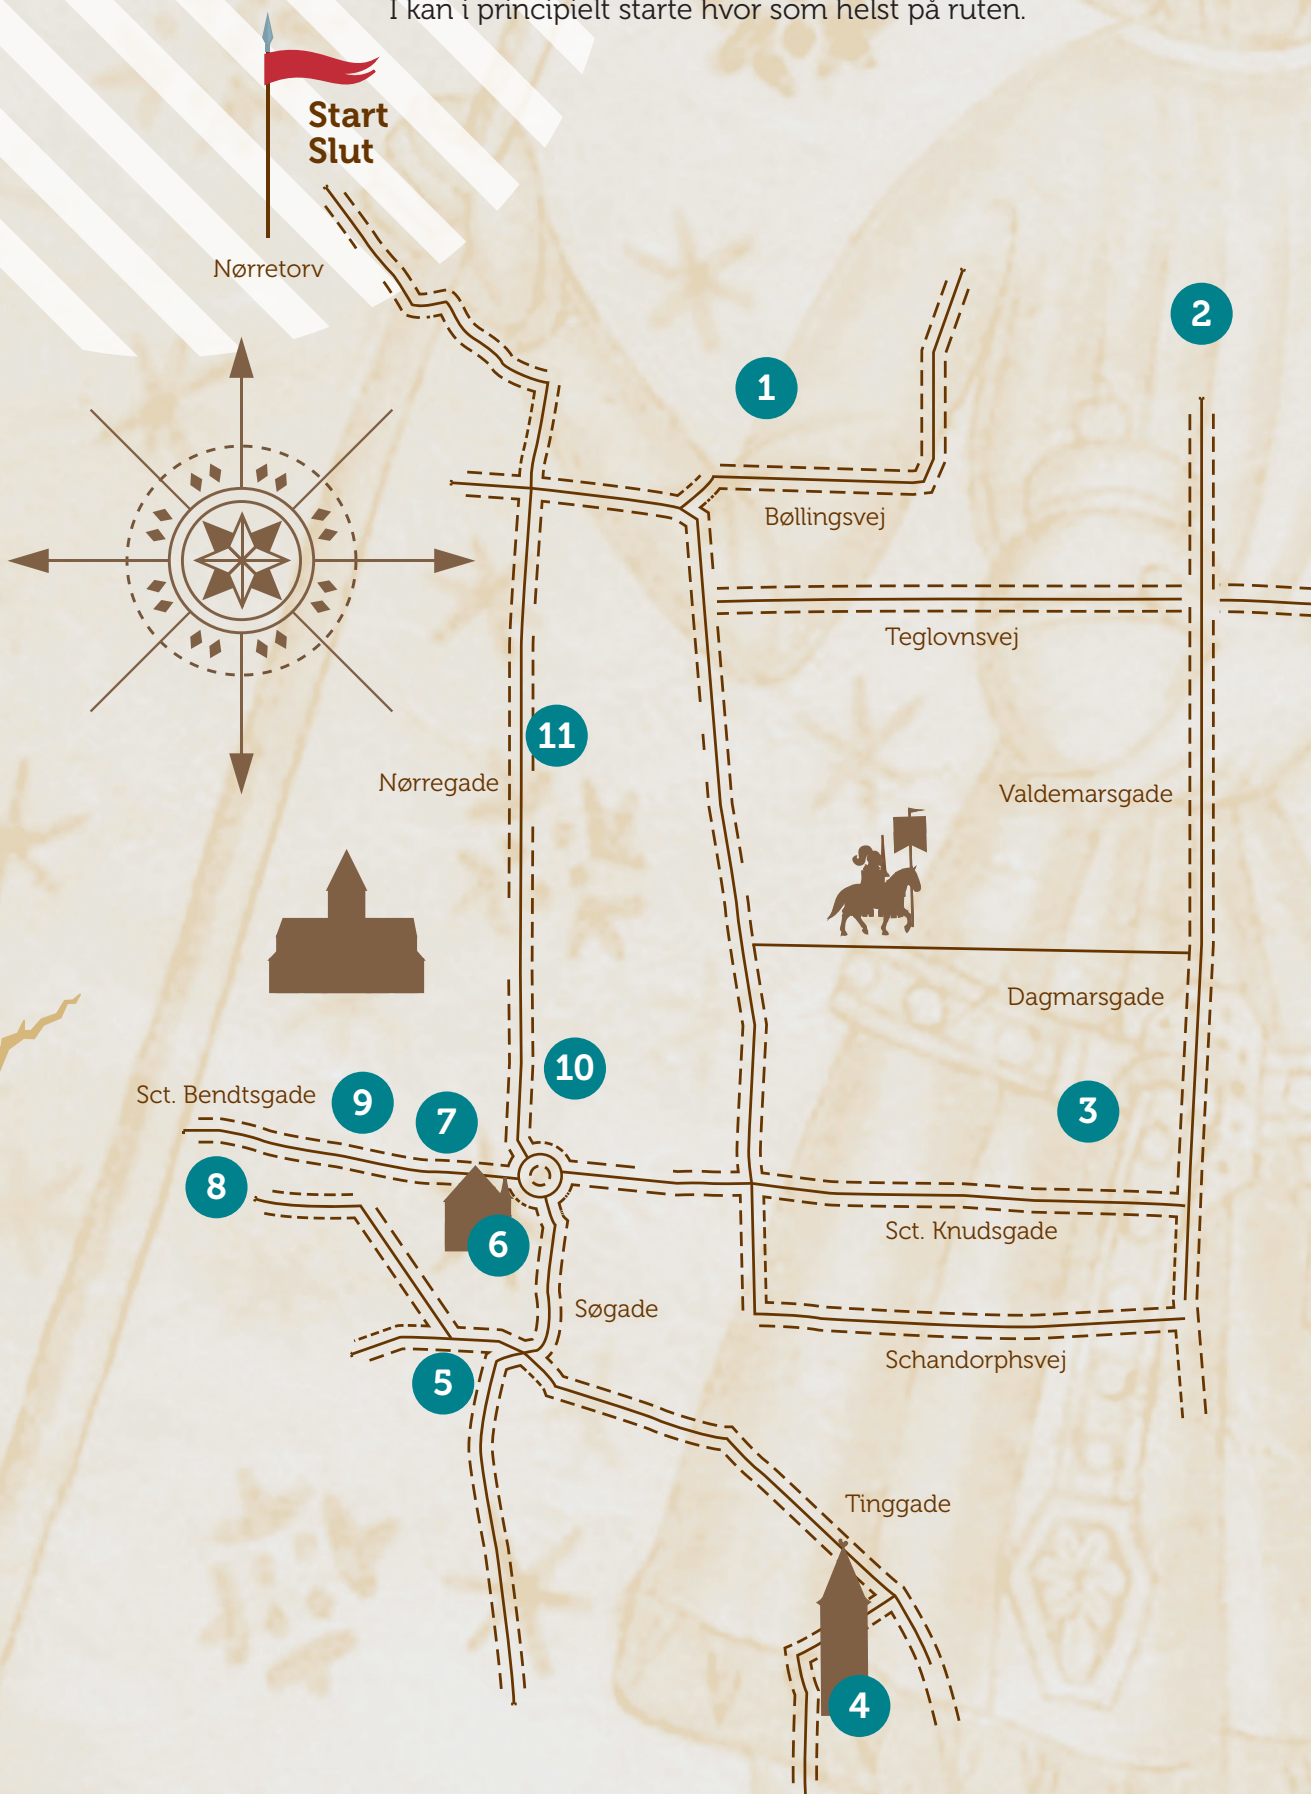 I kan i principielt starte hvor som helst på ruten.
Start
Slut
Nørretorv
2
1
Bøllingsvej
Teglovnsvej
11
Nørregade
Valdemarsgade
Dagmarsgade
10
Sct. Bendtsgade
9
7
3
8
6
Sct. Knudsgade
Søgade
Schandorphsvej
5
Tinggade
4